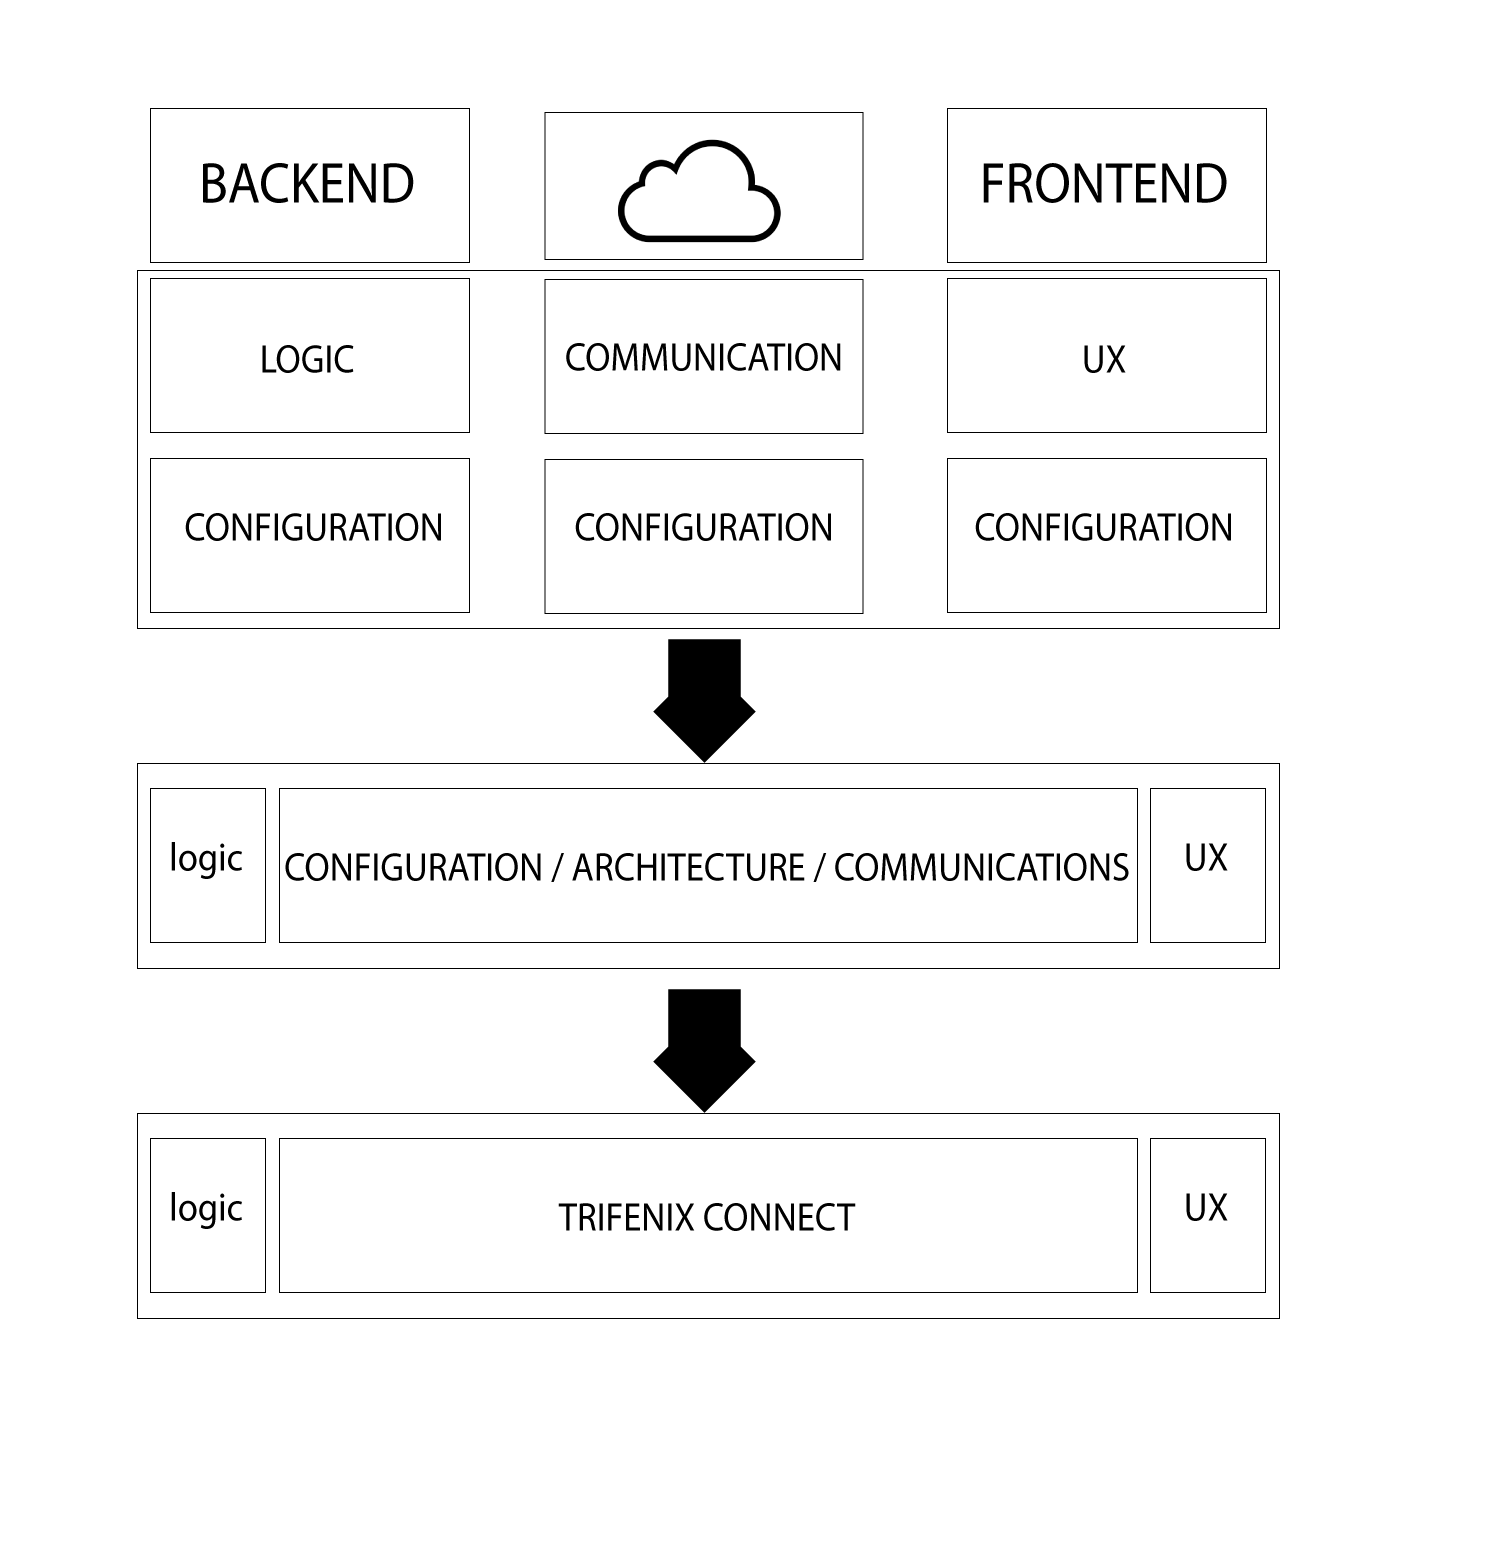 BACKEND
FRONTEND
LOGIC
COMMUNICATION
UX
CONFIGURATION
CONFIGURATION
CONFIGURATION
logic
CONFIGURATION / ARCHITECTURE / COMMUNICATIONS
UX
logic
TRIFENIX CONNECT
UX